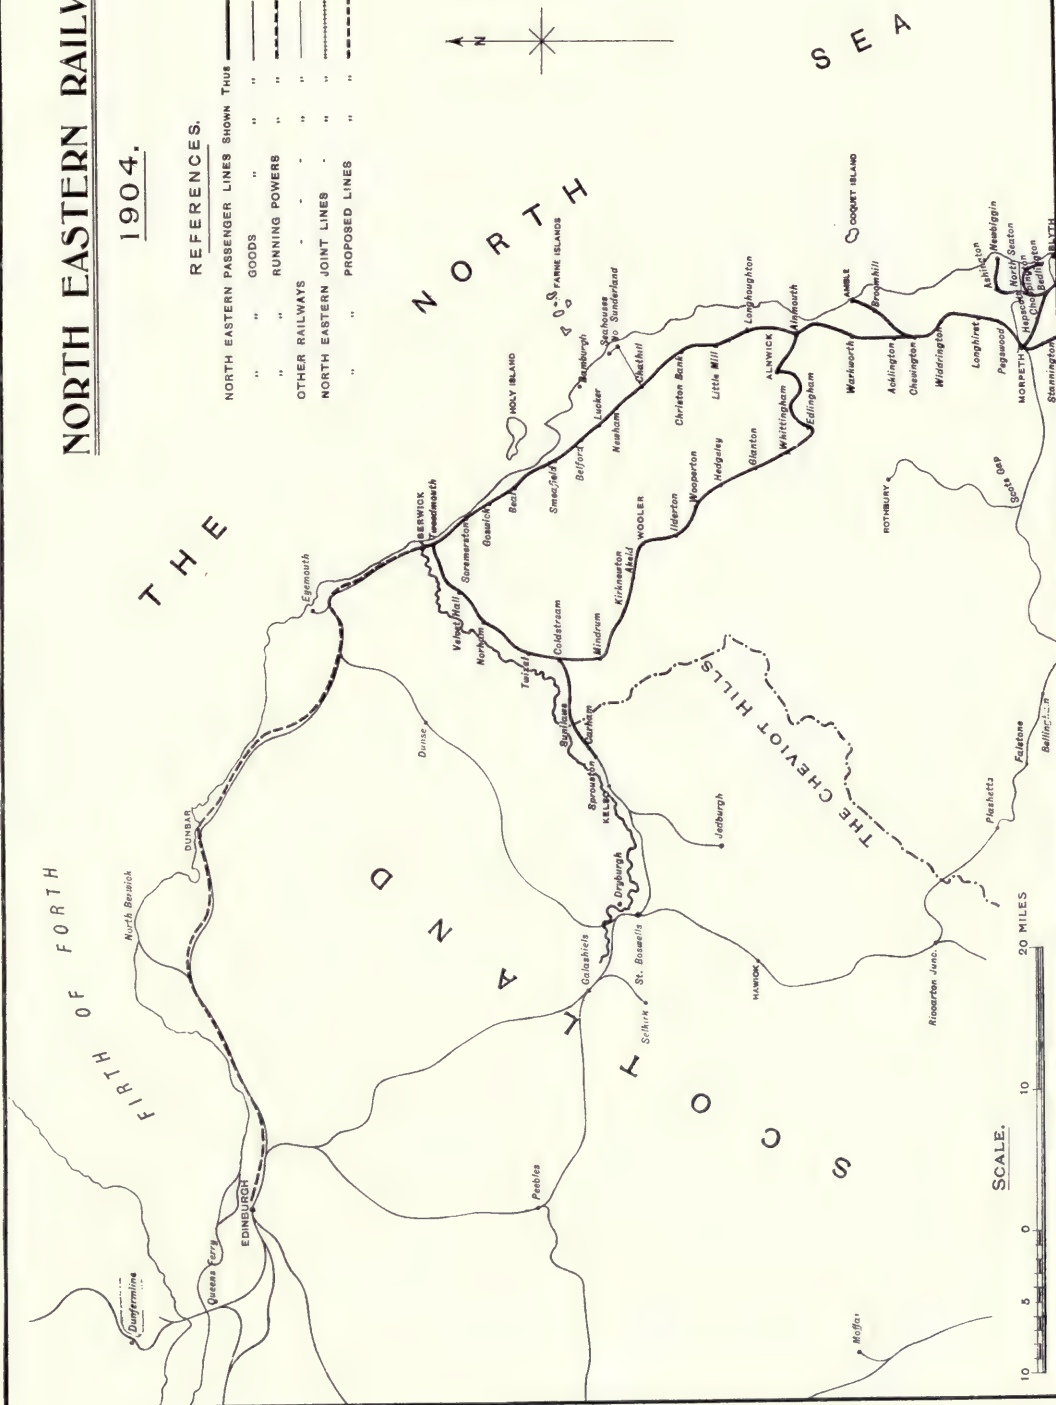 NORTH EASTERN RAILW
1904.
REFERENCES.
NORTH EASTERN PASSENGER LINES SHOWN THUS
" " GOODS " "
" " RUNNING POWERS " "
OTHER RAILWAYS - - " "
NORTH EASTERN JOINT LINES - " "
" " PROPOSED LINES " "
N
THE
NORTH
SEA
FIRTH OF FORTH
SCOTLAND
THE CHEVIOT HILLS
Dunfermline
Queens Ferry
EDINBURGH
North Berwick
DUNBAR
Eyemouth
Dunse
BERWICK
Tweedmouth
Scremerston
Goswick
Beal
Smeafield
Belford
Lucker
Newham
Chathill
Christon Bank
Little Mill
Longhoughton
Alnmouth
ALNWICK
HOLY ISLAND
Bamburgh
Seahouses
No Sunderland
FARNE ISLANDS
COQUET ISLAND
AMBLE
Broomhill
Warkworth
Acklington
Chevington
Widdrington
Longhirst
Pegswood
MORPETH
Stannington
Ashington
Newbiggin
North Seaton
Hepscott
Choppington
Bedlington
BLYTH
Velvet Hall
Norham
Twizel
Coldstream
Mindrum
Kirknewton
Akeld
WOOLER
Ilderton
Wooperton
Hedgeley
Glanton
Whittingham
Edlingham
Sunilaws
Carham
Sprouston
KELSO
Jedburgh
Dryburgh
St. Boswells
Galashiels
Selkirk
Peebles
HAWICK
Riccarton Junc.
Plashetts
Falstone
ROTHBURY
Scots Gap
SCALE.
10 5 0 10 20 MILES